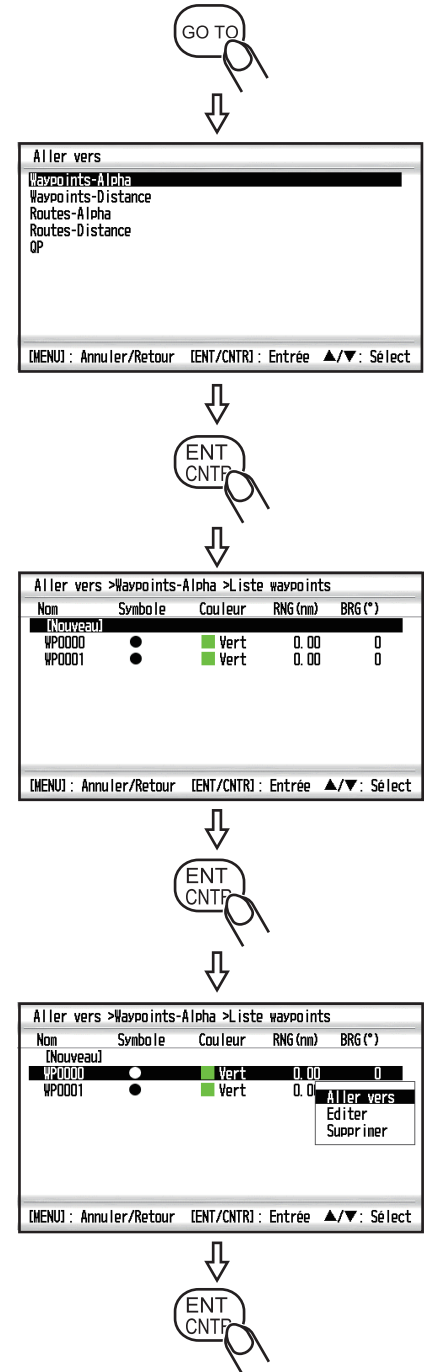 GO TO
Aller vers
Waypoints-Alpha
Waypoints-Distance
Routes-Alpha
Routes-Distance
QP
[MENU] : Annuler/Retour [ENT/CNTR] : Entrée ▲/▼ : Sélect
ENT
CNTR
Aller vers >Waypoints-Alpha >Liste waypoints
Nom Symbole Couleur RNG(nm) BRG(°)
[Nouveau]
WP0000 ● Vert 0.00 0
WP0001 ● Vert 0.00 0
[MENU] : Annuler/Retour [ENT/CNTR] : Entrée ▲/▼ : Sélect
ENT
CNTR
Aller vers >Waypoints-Alpha >Liste waypoints
Nom Symbole Couleur RNG(nm) BRG(°)
[Nouveau]
WP0000 ● Vert 0.00 0
WP0001 ● Vert 0.0
Aller vers
Editer
Supprimer
[MENU] : Annuler/Retour [ENT/CNTR] : Entrée ▲/▼ : Sélect
ENT
CNTR